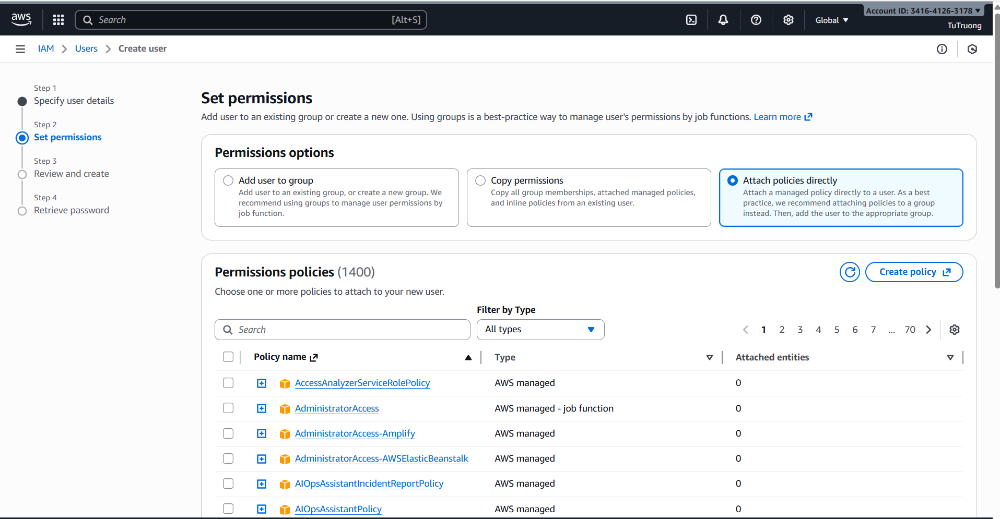 aws
Search
[Alt+S]
Global
Account ID: 3416-4126-3178
TuTruong
IAM
Users
Create user
Step 1
Specify user details
Step 2
Set permissions
Step 3
Review and create
Step 4
Retrieve password
Set permissions
Add user to an existing group or create a new one. Using groups is a best-practice way to manage user's permissions by job functions. Learn more
Permissions options
Add user to group
Add user to an existing group, or create a new group. We
recommend using groups to manage user permissions by
job function.
Copy permissions
Copy all group memberships, attached managed policies,
and inline policies from an existing user.
Attach policies directly
Attach a managed policy directly to a user. As a best
practice, we recommend attaching policies to a group
instead. Then, add the user to the appropriate group.
Permissions policies (1400)
Create policy
Choose one or more policies to attach to your new user.
Filter by Type
Search
All types
1 2 3 4 5 6 7 ... 70
Policy name Type Attached entities
AccessAnalyzerServiceRolePolicy AWS managed 0
AdministratorAccess AWS managed - job function 0
AdministratorAccess-Amplify AWS managed 0
AdministratorAccess-AWSElasticBeanstalk AWS managed 0
AIOpsAssistantIncidentReportPolicy AWS managed 0
AIOpsAssistantPolicy AWS managed 0